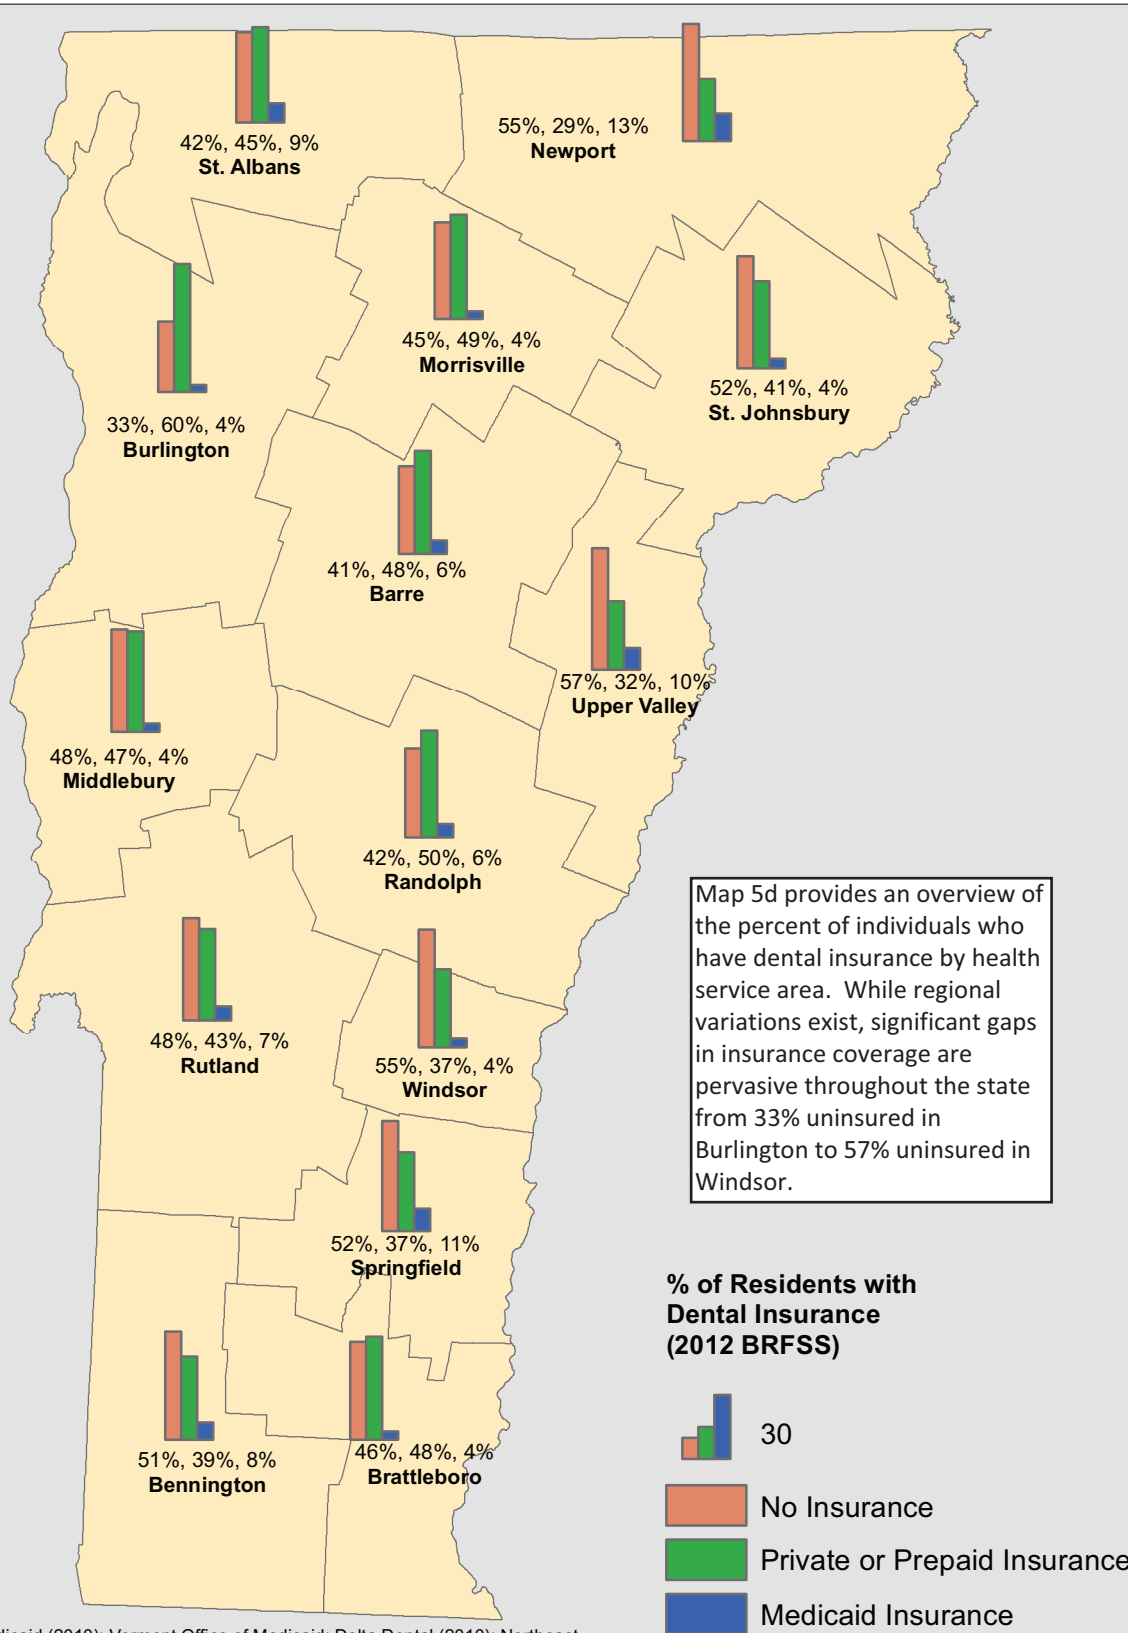 42%, 45%, 9%
St. Albans
55%, 29%, 13%
Newport
45%, 49%, 4%
Morrisville
52%, 41%, 4%
St. Johnsbury
33%, 60%, 4%
Burlington
41%, 48%, 6%
Barre
57%, 32%, 10%
Upper Valley
48%, 47%, 4%
Middlebury
42%, 50%, 6%
Randolph
48%, 43%, 7%
Rutland
55%, 37%, 4%
Windsor
52%, 37%, 11%
Springfield
51%, 39%, 8%
Bennington
46%, 48%, 4%
Brattleboro
Map 5d provides an overview of
the percent of individuals who
have dental insurance by health
service area. While regional
variations exist, significant gaps
in insurance coverage are
pervasive throughout the state
from 33% uninsured in
Burlington to 57% uninsured in
Windsor.
% of Residents with
Dental Insurance
(2012 BRFSS)
30
No Insurance
Private or Prepaid Insurance
Medicaid Insurance